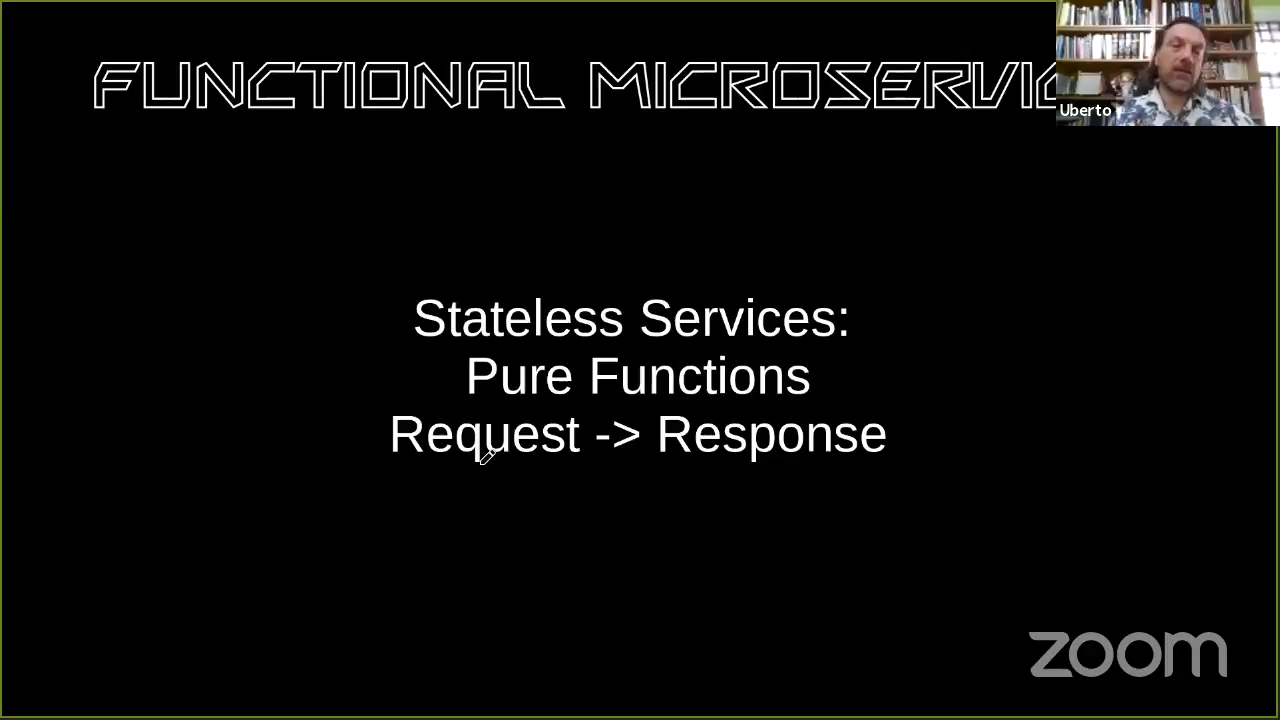 FUNCTIONAL MICROSERVIC
Uberto
Stateless Services:
Pure Functions
Request -> Response
zoom